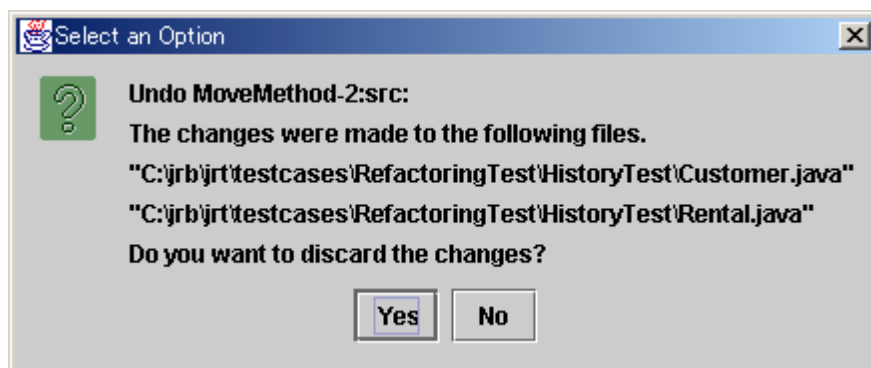 Select an Option
Undo MoveMethod-2:src:
The changes were made to the following files.
"C:\jrb\jrt\testcases\RefactoringTest\HistoryTest\Customer.java"
"C:\jrb\jrt\testcases\RefactoringTest\HistoryTest\Rental.java"
Do you want to discard the changes?
Yes No